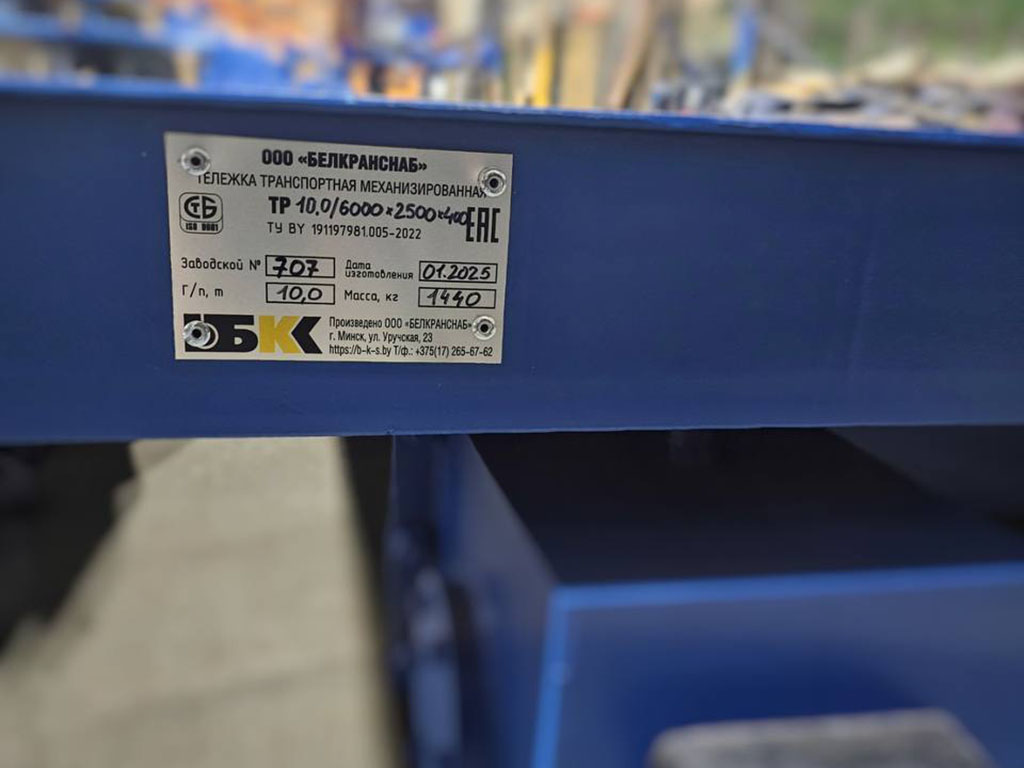 ООО «БЕЛКРАНСНАБ»
ТЕЛЕЖКА ТРАНСПОРТНАЯ МЕХАНИЗИРОВАННАЯ
СТБ
ISO 9001
ТР 10,0/6000×2500×400
EAC
ТУ BY 191197981.005-2022
Заводской № 707
Дата изготовления 01.2025
Г/п, т 10,0
Масса, кг 1440
БКС
Произведено ООО «БЕЛКРАНСНАБ»
г. Минск, ул. Уручская, 23
https://b-k-s.by Т/ф.: +375(17) 265-67-62